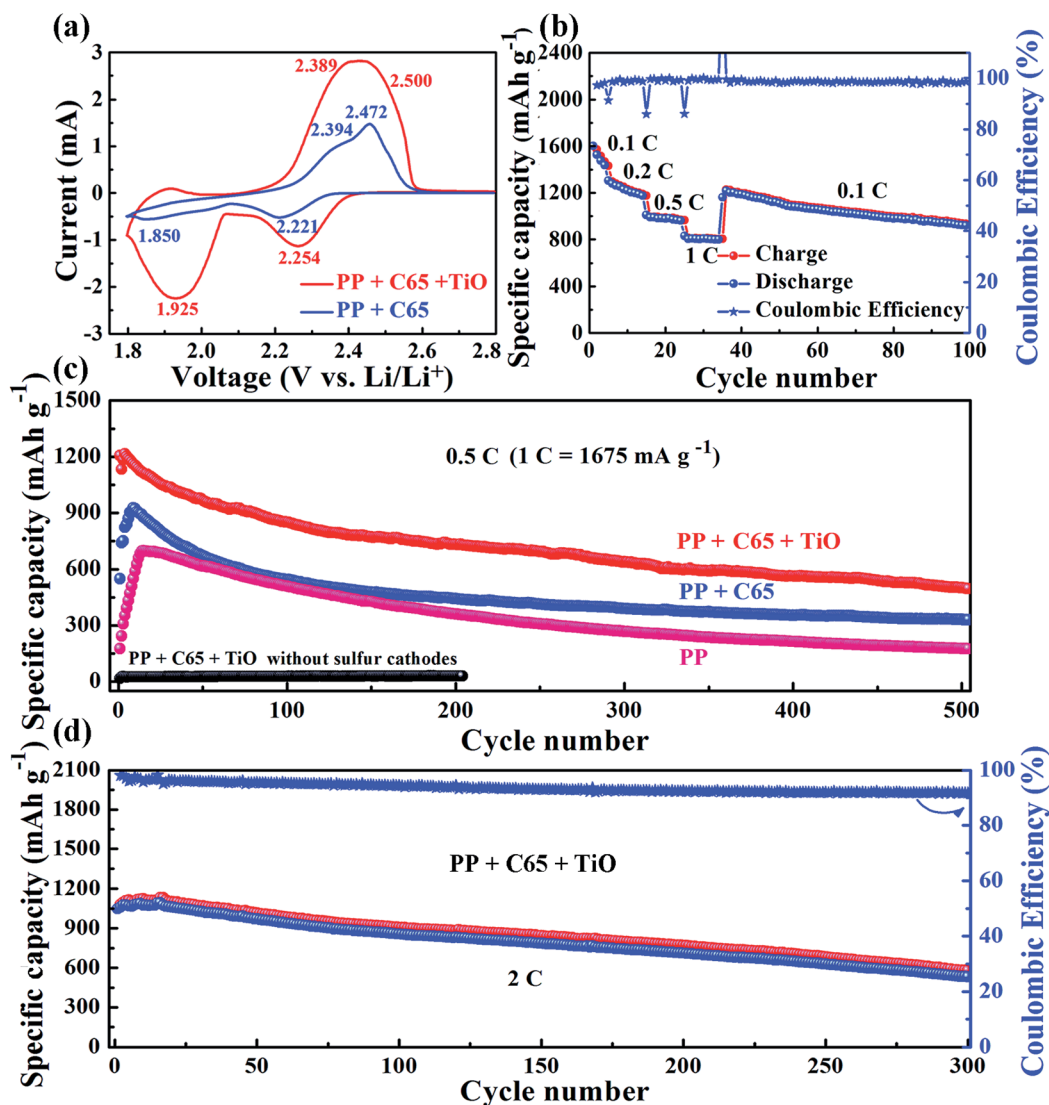 (a)
Current (mA)
3
2
1
0
-1
-2
-3
2.389
2.500
2.472
2.394
1.850
2.221
2.254
1.925
PP + C65 +TiO
PP + C65
1.8 2.0 2.2 2.4 2.6 2.8
Voltage (V vs. Li/Li⁺)
(b)
Specific capacity (mAh g⁻¹)
2400
2000
1600
1200
800
400
0
0.1 C
0.2 C
0.5 C
1 C
0.1 C
Charge
Discharge
Coulombic Efficiency
100
80
60
40
20
0
Coulombic Efficiency (%)
0 20 40 60 80 100
Cycle number
(c)
Specific capacity (mAh g⁻¹)
1500
1200
900
600
300
0
0.5 C (1 C = 1675 mA g ⁻¹)
PP + C65 + TiO
PP + C65
PP
PP + C65 + TiO without sulfur cathodes
0 100 200 300 400 500
Cycle number
(d)
Specific capacity (mAh g⁻¹)
2100
1800
1500
1200
900
600
300
0
PP + C65 + TiO
2 C
100
80
60
40
20
0
Coulombic Efficiency (%)
0 50 100 150 200 250 300
Cycle number